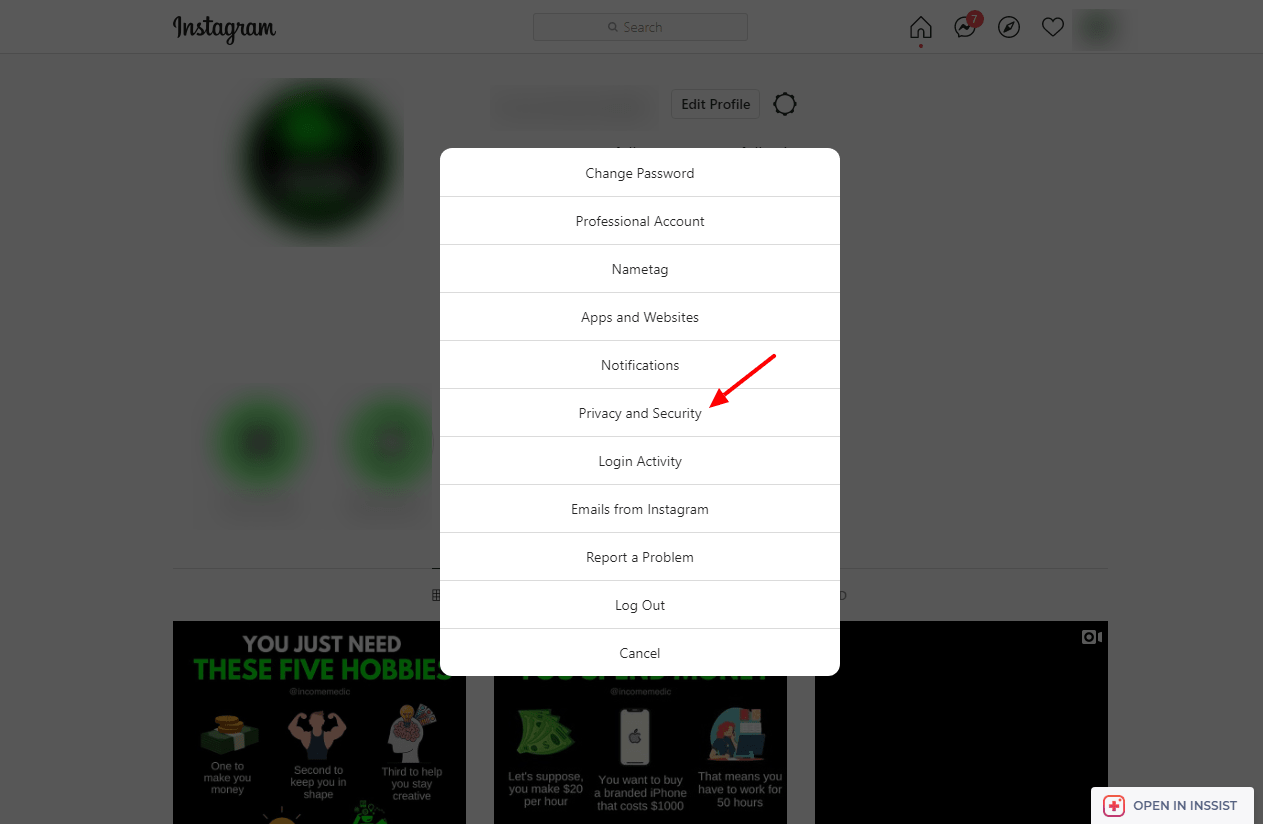 Instagram
Search
7
Edit Profile
Change Password
Professional Account
Nametag
Apps and Websites
Notifications
Privacy and Security
Login Activity
Emails from Instagram
Report a Problem
Log Out
Cancel
YOU JUST NEED
THESE FIVE HOBBIES
@incomemedic
One to
make you
money
Second to
keep you in
shape
Third to help
you stay
creative
YOU SPEND MONEY
@incomemedic
Let's suppose,
you make $20
per hour
You want to buy
a branded iPhone
that costs $1000
That means you
have to work for
50 hours
OPEN IN INSSIST